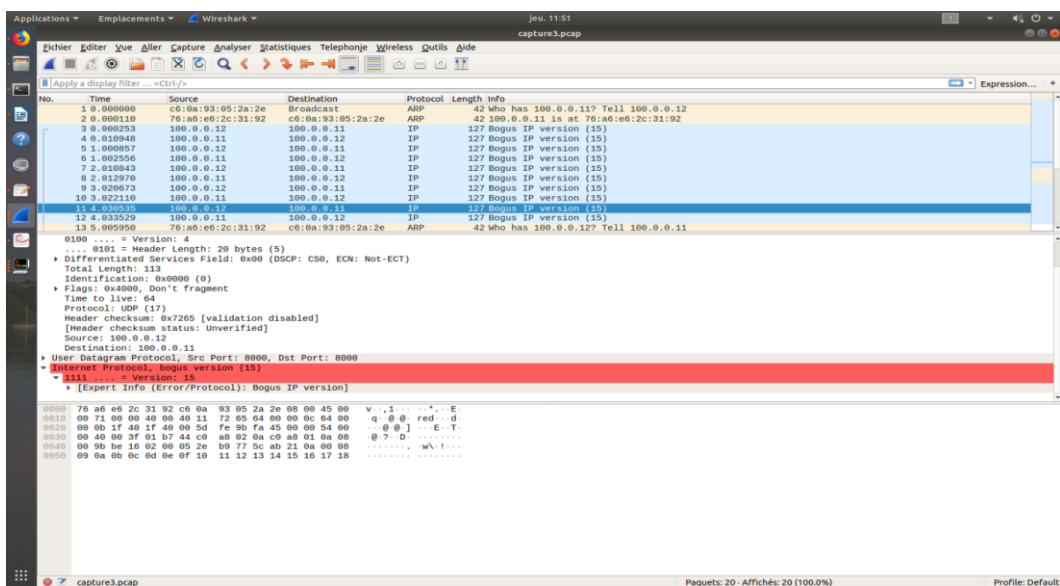 Applications Emplacements Wireshark jeu. 11:51 1
capture3.pcap
Fichier Editer Vue Aller Capture Analyser Statistiques Telephonie Wireless Outils Aide
Apply a display filter ... <Ctrl-/> Expression... +
No. Time Source Destination Protocol Length Info
1 0.000000 c6:0a:93:05:2a:2e Broadcast ARP 42 Who has 100.0.0.11? Tell 100.0.0.12
2 0.000110 76:a6:e6:2c:31:92 c6:0a:93:05:2a:2e ARP 42 100.0.0.11 is at 76:a6:e6:2c:31:92
3 0.000253 100.0.0.12 100.0.0.11 IP 127 Bogus IP version (15)
4 0.010948 100.0.0.11 100.0.0.12 IP 127 Bogus IP version (15)
5 1.000857 100.0.0.12 100.0.0.11 IP 127 Bogus IP version (15)
6 1.002556 100.0.0.11 100.0.0.12 IP 127 Bogus IP version (15)
7 2.010843 100.0.0.12 100.0.0.11 IP 127 Bogus IP version (15)
8 2.012970 100.0.0.11 100.0.0.12 IP 127 Bogus IP version (15)
9 3.020673 100.0.0.12 100.0.0.11 IP 127 Bogus IP version (15)
10 3.022110 100.0.0.11 100.0.0.12 IP 127 Bogus IP version (15)
11 4.030535 100.0.0.12 100.0.0.11 IP 127 Bogus IP version (15)
12 4.033529 100.0.0.11 100.0.0.12 IP 127 Bogus IP version (15)
13 5.005950 76:a6:e6:2c:31:92 c6:0a:93:05:2a:2e ARP 42 Who has 100.0.0.12? Tell 100.0.0.11
0100 .... = Version: 4
.... 0101 = Header Length: 20 bytes (5)
Differentiated Services Field: 0x00 (DSCP: CS0, ECN: Not-ECT)
Total Length: 113
Identification: 0x0000 (0)
Flags: 0x4000, Don't fragment
Time to live: 64
Protocol: UDP (17)
Header checksum: 0x7265 [validation disabled]
[Header checksum status: Unverified]
Source: 100.0.0.12
Destination: 100.0.0.11
User Datagram Protocol, Src Port: 8000, Dst Port: 8000
Internet Protocol, bogus version (15)
1111 .... = Version: 15
[Expert Info (Error/Protocol): Bogus IP version]
0000 76 a6 e6 2c 31 92 c6 0a 93 05 2a 2e 08 00 45 00 v··,1··· ··*.··E·
0010 00 71 00 00 40 00 40 11 72 65 64 00 00 0c 64 00 ·q··@·@· red···d·
0020 00 0b 1f 40 1f 40 00 5d fe 9b fa 45 00 00 54 00 ···@·@·] ···E··T·
0030 00 40 00 3f 01 b7 44 c0 a8 02 0a c0 a8 01 0a 08 ·@·?··D· ········
0040 00 9b be 16 02 00 05 2e b9 77 5c ab 21 0a 00 08 ·······. ·w\·!···
0050 09 0a 0b 0c 0d 0e 0f 10 11 12 13 14 15 16 17 18 ········ ········
capture3.pcap Paquets: 20 · Affichés: 20 (100.0%) Profile: Default